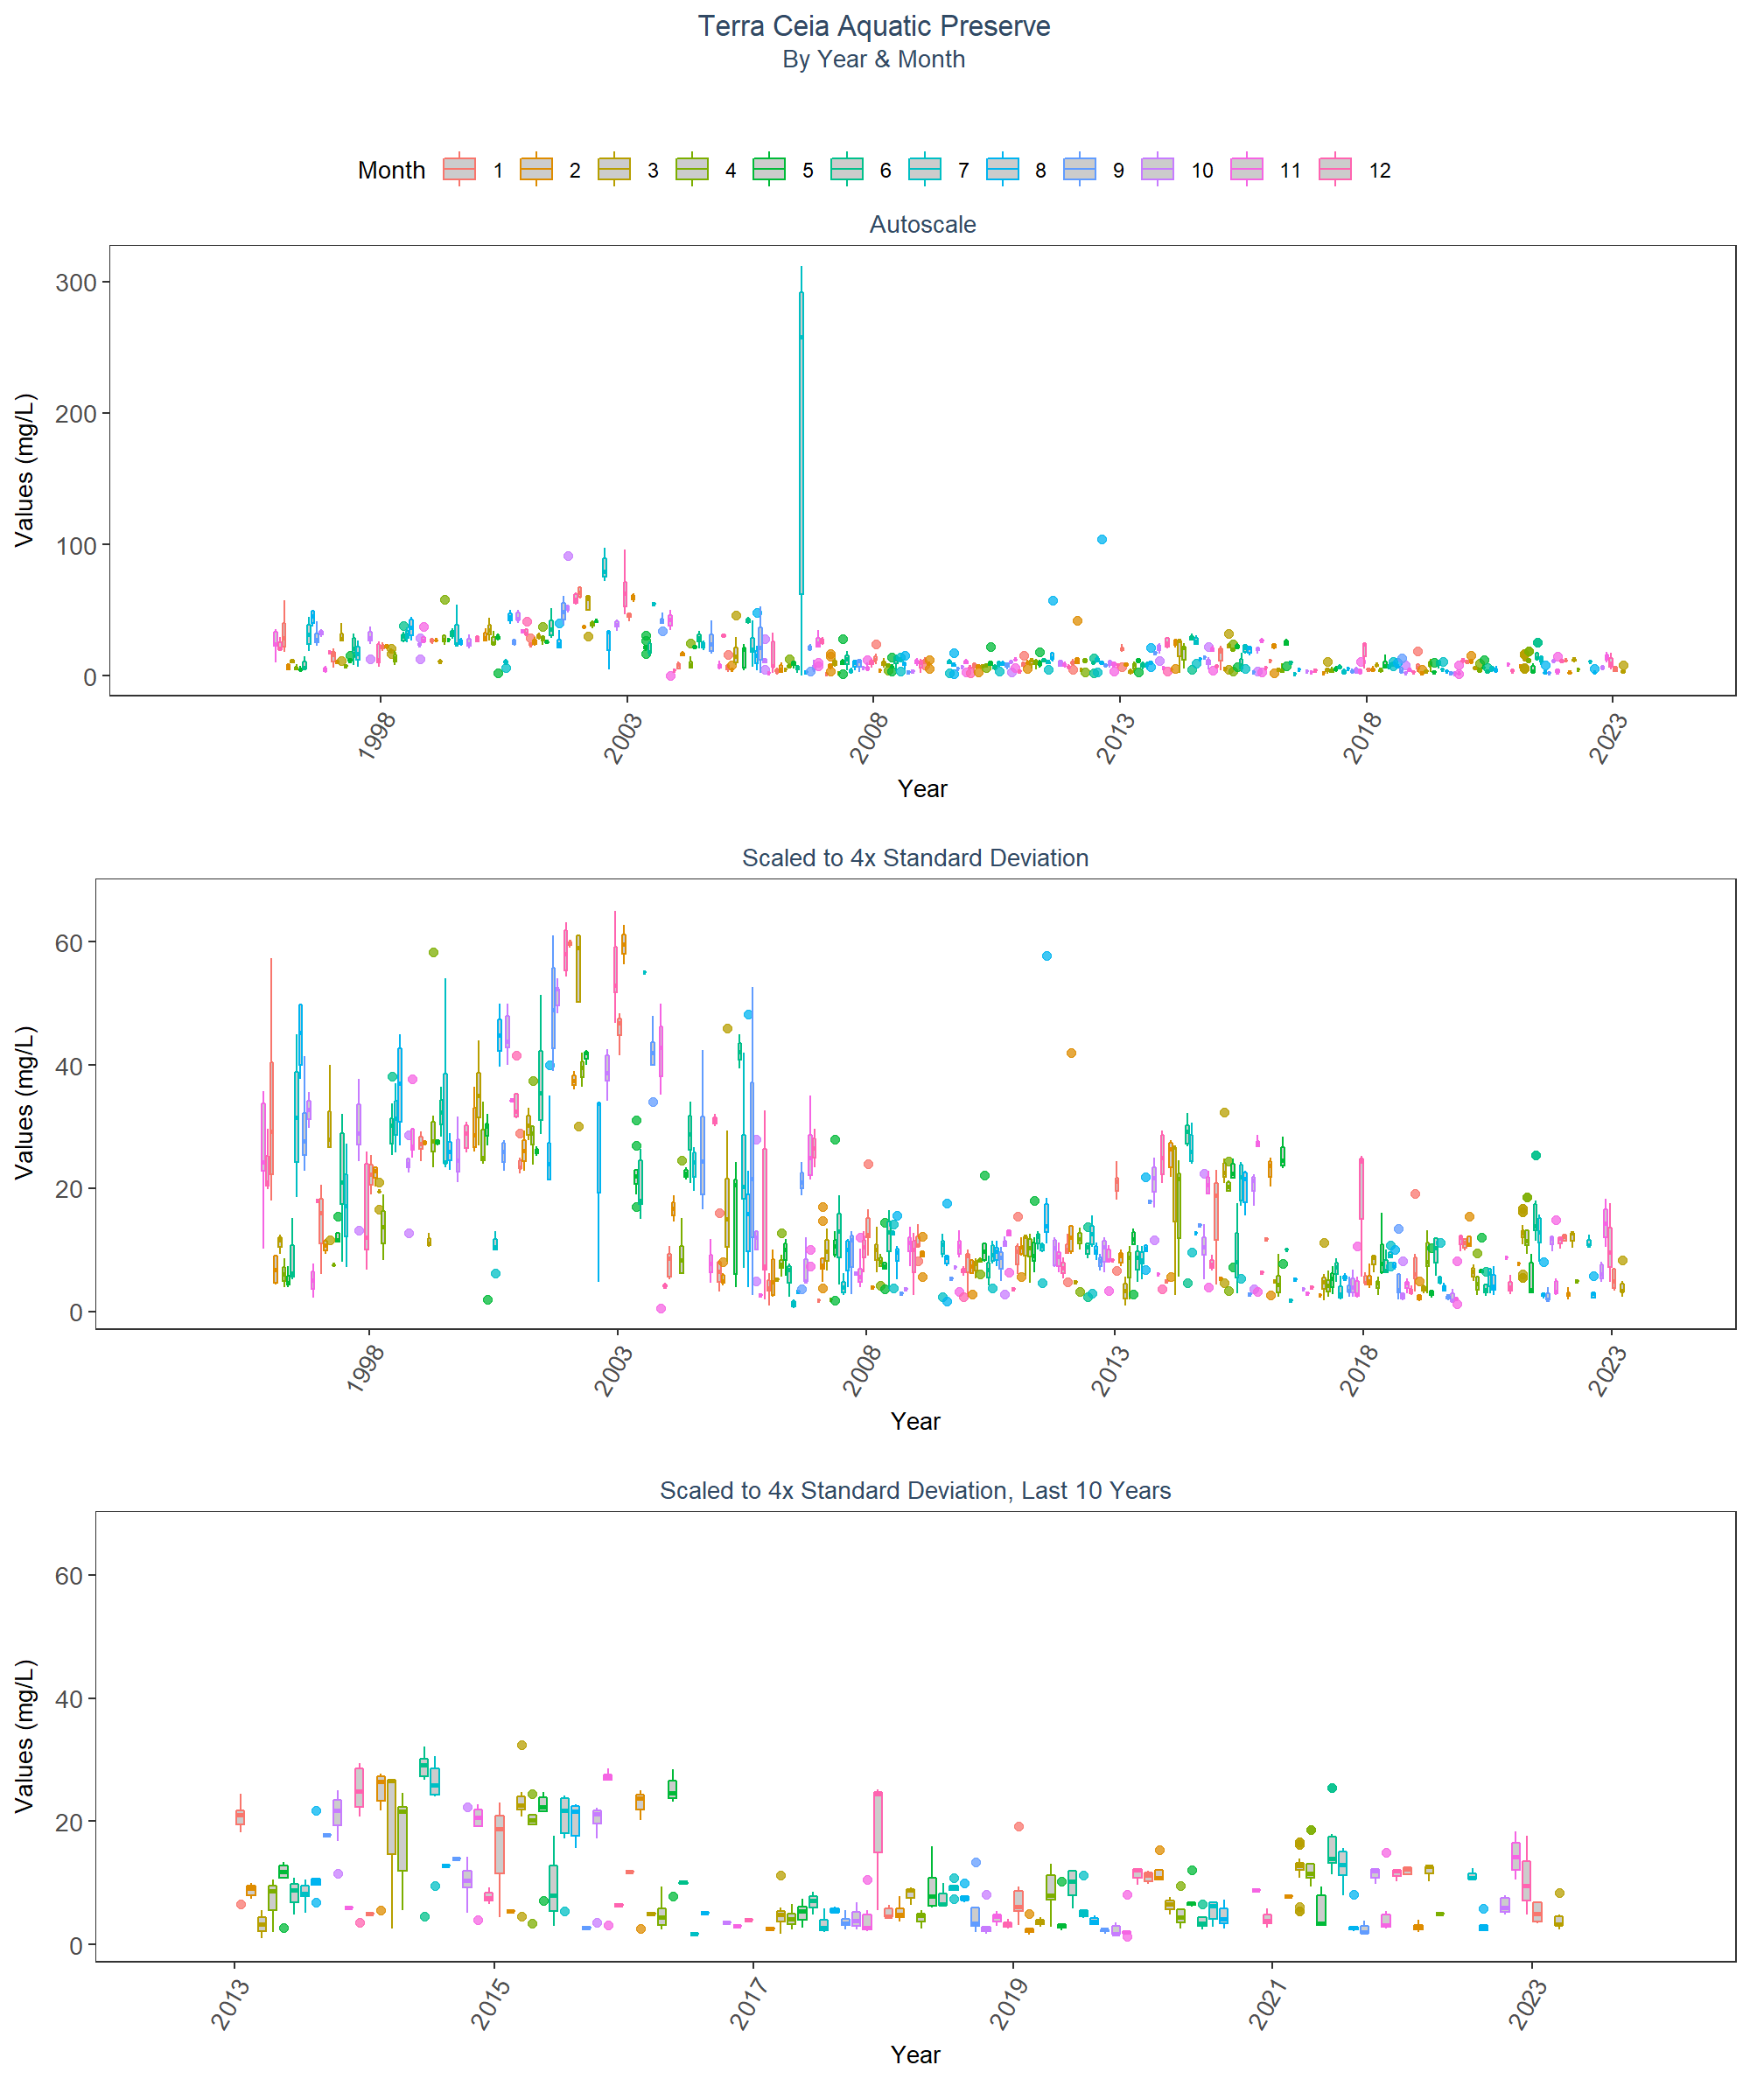 Terra Ceia Aquatic Preserve
By Year & Month
Month 1 2 3 4 5 6 7 8 9 10 11 12
Autoscale
Values (mg/L)
300
200
100
0
1998 2003 2008 2013 2018 2023
Year
Scaled to 4x Standard Deviation
Values (mg/L)
60
40
20
0
1998 2003 2008 2013 2018 2023
Year
Scaled to 4x Standard Deviation, Last 10 Years
Values (mg/L)
60
40
20
0
2013 2015 2017 2019 2021 2023
Year